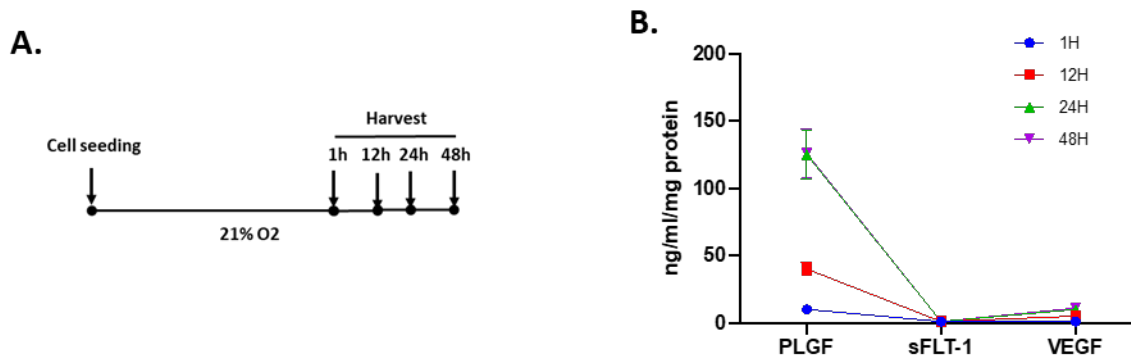 A.
Harvest
Cell seeding
1h 12h 24h 48h
21% O2
B.
ng/ml/mg protein
200
150
100
50
0
PLGF sFLT-1 VEGF
1H
12H
24H
48H